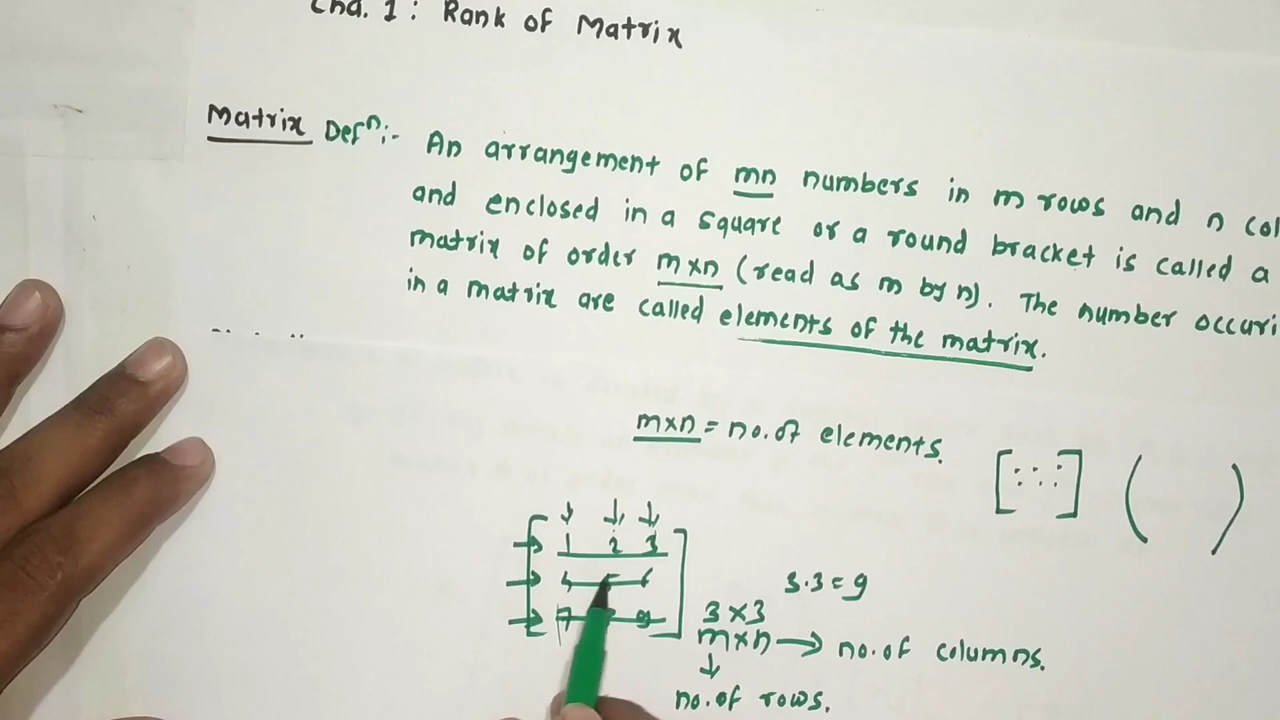 Cha. 1 : Rank of Matrix
Matrix Defn:- An arrangement of mn numbers in m rows and n col
and enclosed in a square or a round bracket is called a
matrix of order m×n (read as m by n). The number occuri
in a matrix are called elements of the matrix.
m×n = no. of elements.
[ ] ( )
1 2 3
4 5 6
7 9
3.3 = 9
3×3
m×n → no. of columns.
↓
no. of rows.